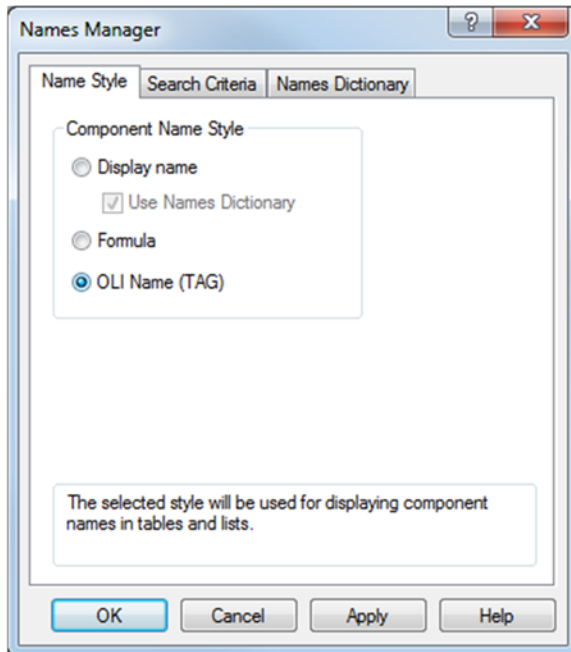 Names Manager
Name Style Search Criteria Names Dictionary
Component Name Style
Display name
Use Names Dictionary
Formula
OLI Name (TAG)
The selected style will be used for displaying component
names in tables and lists.
OK Cancel Apply Help